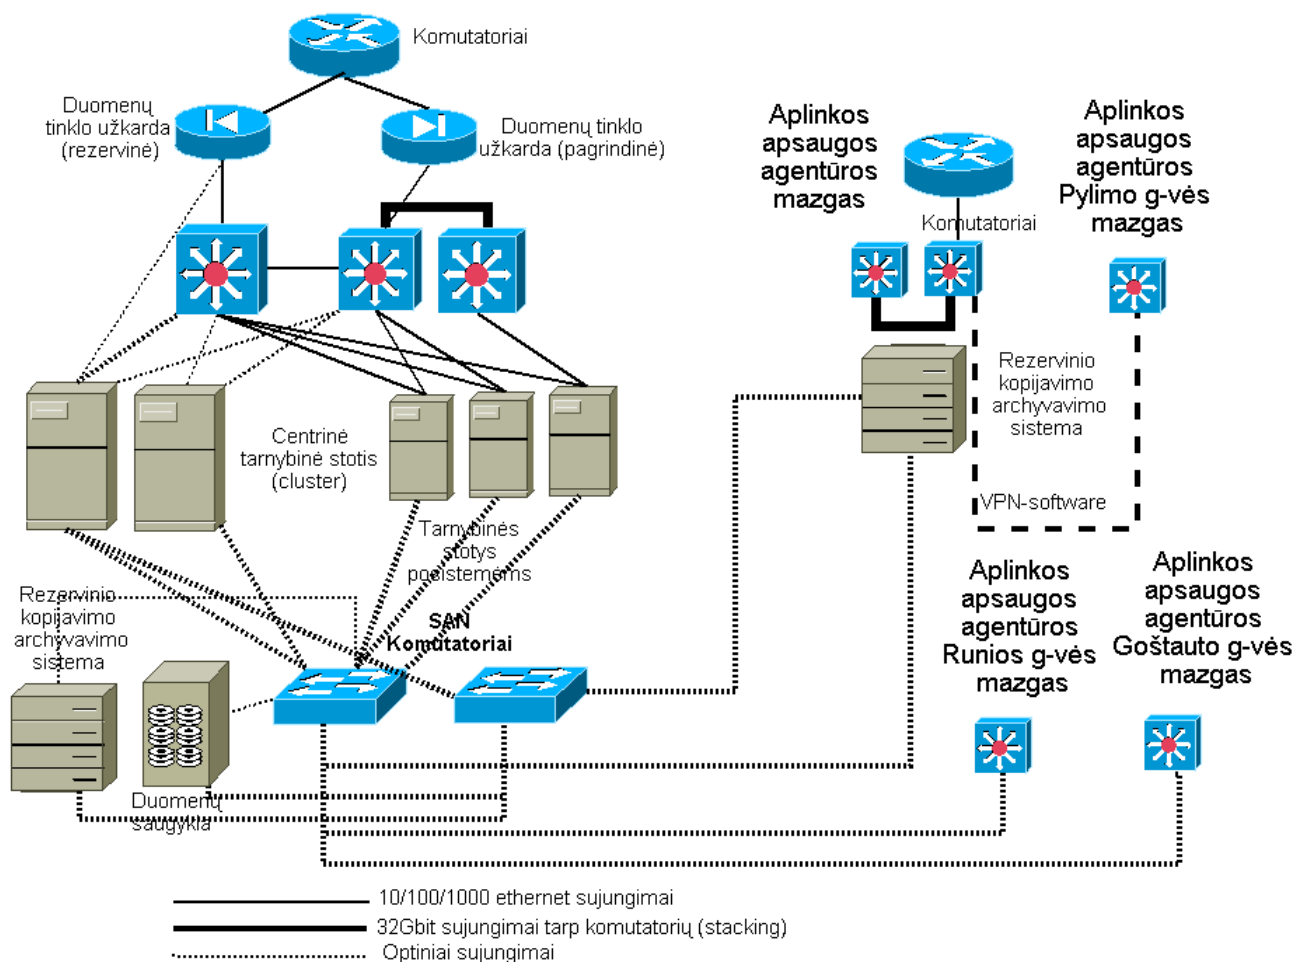 Komutatoriai
Duomenų
tinklo užkarda
(rezervinė)
Duomenų tinklo
užkarda (pagrindinė)
Aplinkos
apsaugos
agentūros
mazgas
Aplinkos
apsaugos
agentūros
Pylimo g-vės
mazgas
Komutatoriai
Rezervinio
kopijavimo
archyvavimo
sistema
Centrinė
tarnybinė stotis
(cluster)
VPN-software
Tarnybinės
stotys
posistemėms
Rezervinio
kopijavimo
archyvavimo
sistema
SAN
Komutatoriai
Aplinkos
apsaugos
agentūros
Runios g-vės
mazgas
Aplinkos
apsaugos
agentūros
Goštauto g-vės
mazgas
Duomenų
saugykla
10/100/1000 ethernet sujungimai
32Gbit sujungimai tarp komutatorių (stacking)
Optiniai sujungimai